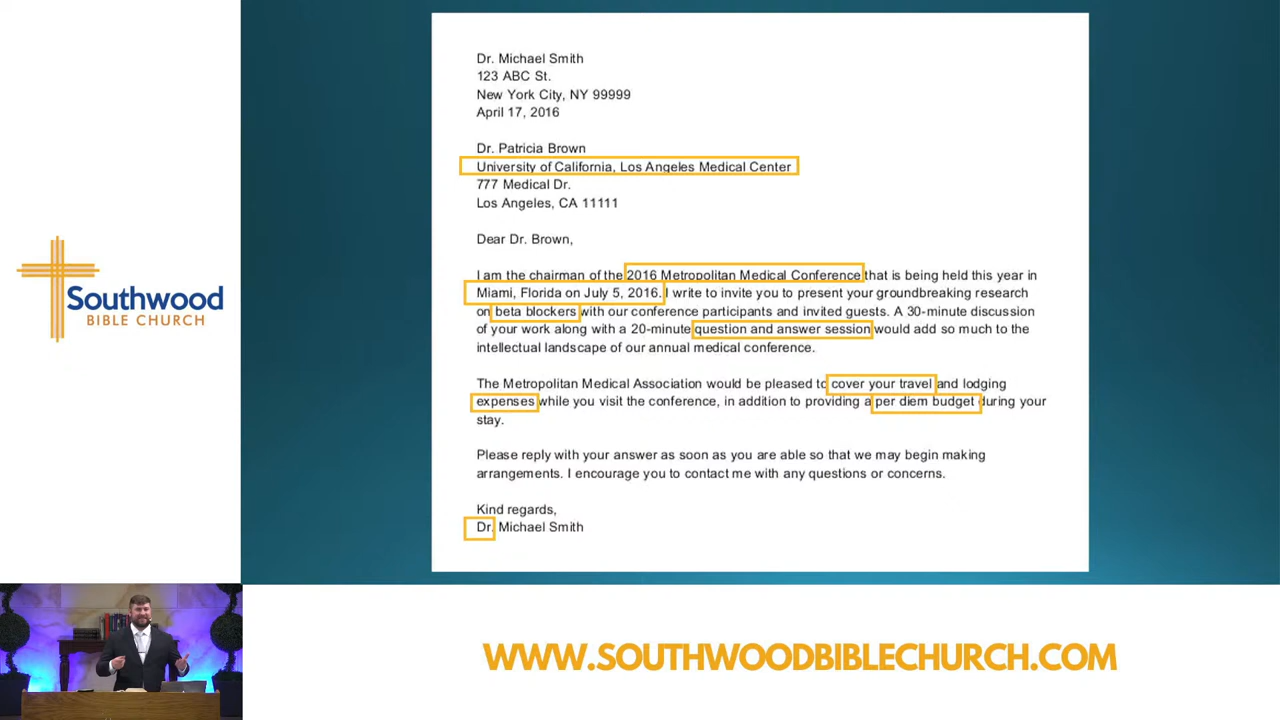 Southwood
BIBLE CHURCH
Dr. Michael Smith
123 ABC St.
New York City, NY 99999
April 17, 2016
Dr. Patricia Brown
University of California, Los Angeles Medical Center
777 Medical Dr.
Los Angeles, CA 11111
Dear Dr. Brown,
I am the chairman of the 2016 Metropolitan Medical Conference that is being held this year in
Miami, Florida on July 5, 2016. I write to invite you to present your groundbreaking research
on beta blockers with our conference participants and invited guests. A 30-minute discussion
of your work along with a 20-minute question and answer session would add so much to the
intellectual landscape of our annual medical conference.
The Metropolitan Medical Association would be pleased to cover your travel and lodging
expenses while you visit the conference, in addition to providing a per diem budget during your
stay.
Please reply with your answer as soon as you are able so that we may begin making
arrangements. I encourage you to contact me with any questions or concerns.
Kind regards,
Dr. Michael Smith
WWW.SOUTHWOODBIBLECHURCH.COM